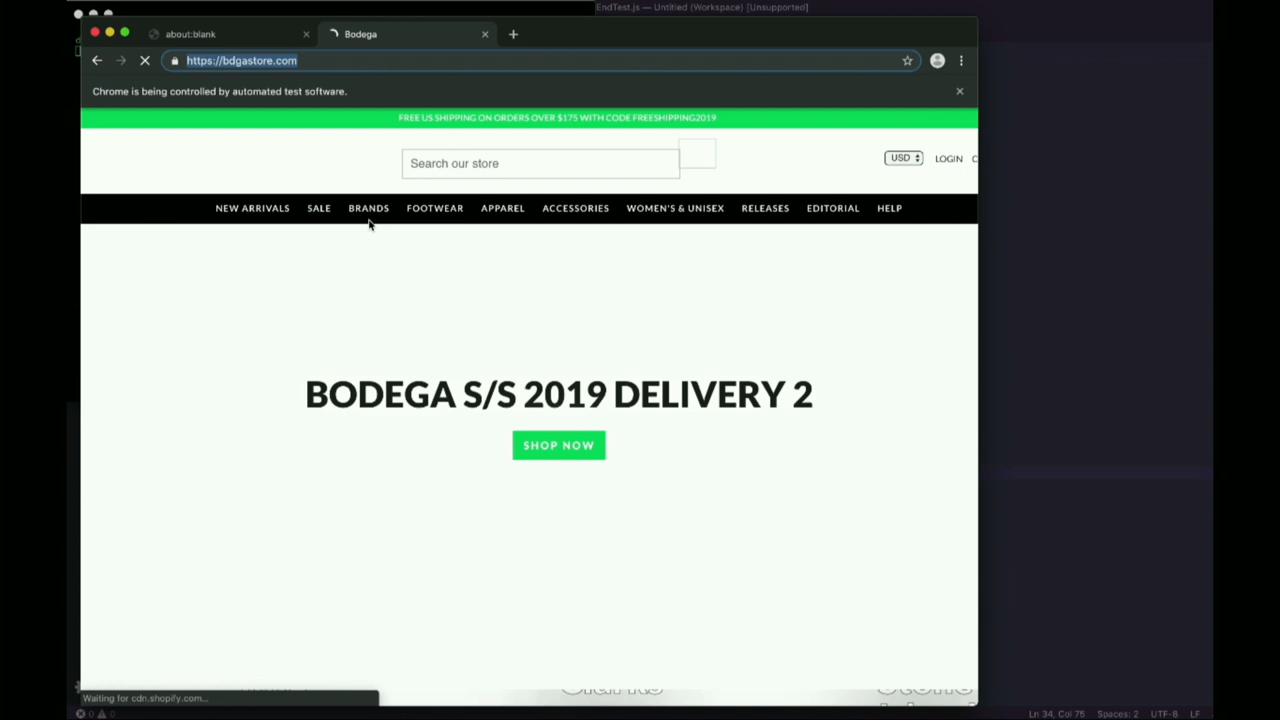 EndTest.js — Untitled (Workspace) [Unsupported]
about:blank
Bodega
https://bdgastore.com
Chrome is being controlled by automated test software.
FREE US SHIPPING ON ORDERS OVER $175 WITH CODE FREESHIPPING2019
Search our store
USD
LOGIN C
NEW ARRIVALS SALE BRANDS FOOTWEAR APPAREL ACCESSORIES WOMEN'S & UNISEX RELEASES EDITORIAL HELP
BODEGA S/S 2019 DELIVERY 2
SHOP NOW
Waiting for cdn.shopify.com...
0 0
Ln 34, Col 75 Spaces: 2 UTF-8 LF